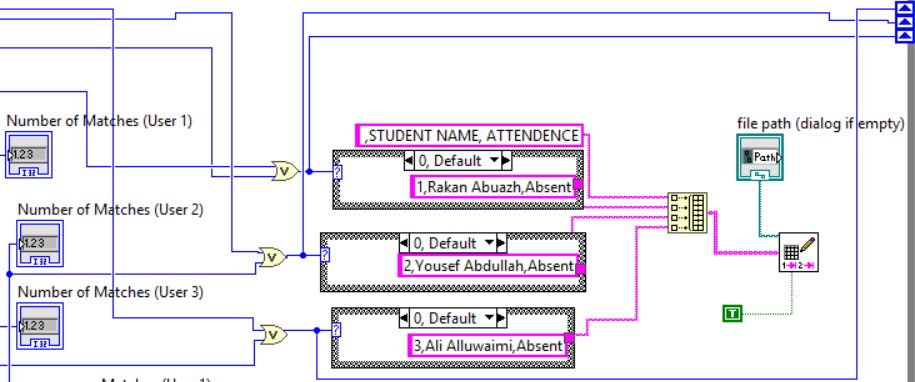 Number of Matches (User 1)
1.23
I32
Number of Matches (User 2)
1.23
I32
Number of Matches (User 3)
1.23
I32
,STUDENT NAME, ATTENDENCE
0, Default
?
1,Rakan Abuazh,Absent
0, Default
?
2,Yousef Abdullah,Absent
0, Default
?
3,Ali Alluwaimi,Absent
V
V
V
file path (dialog if empty)
Path
1 2
T